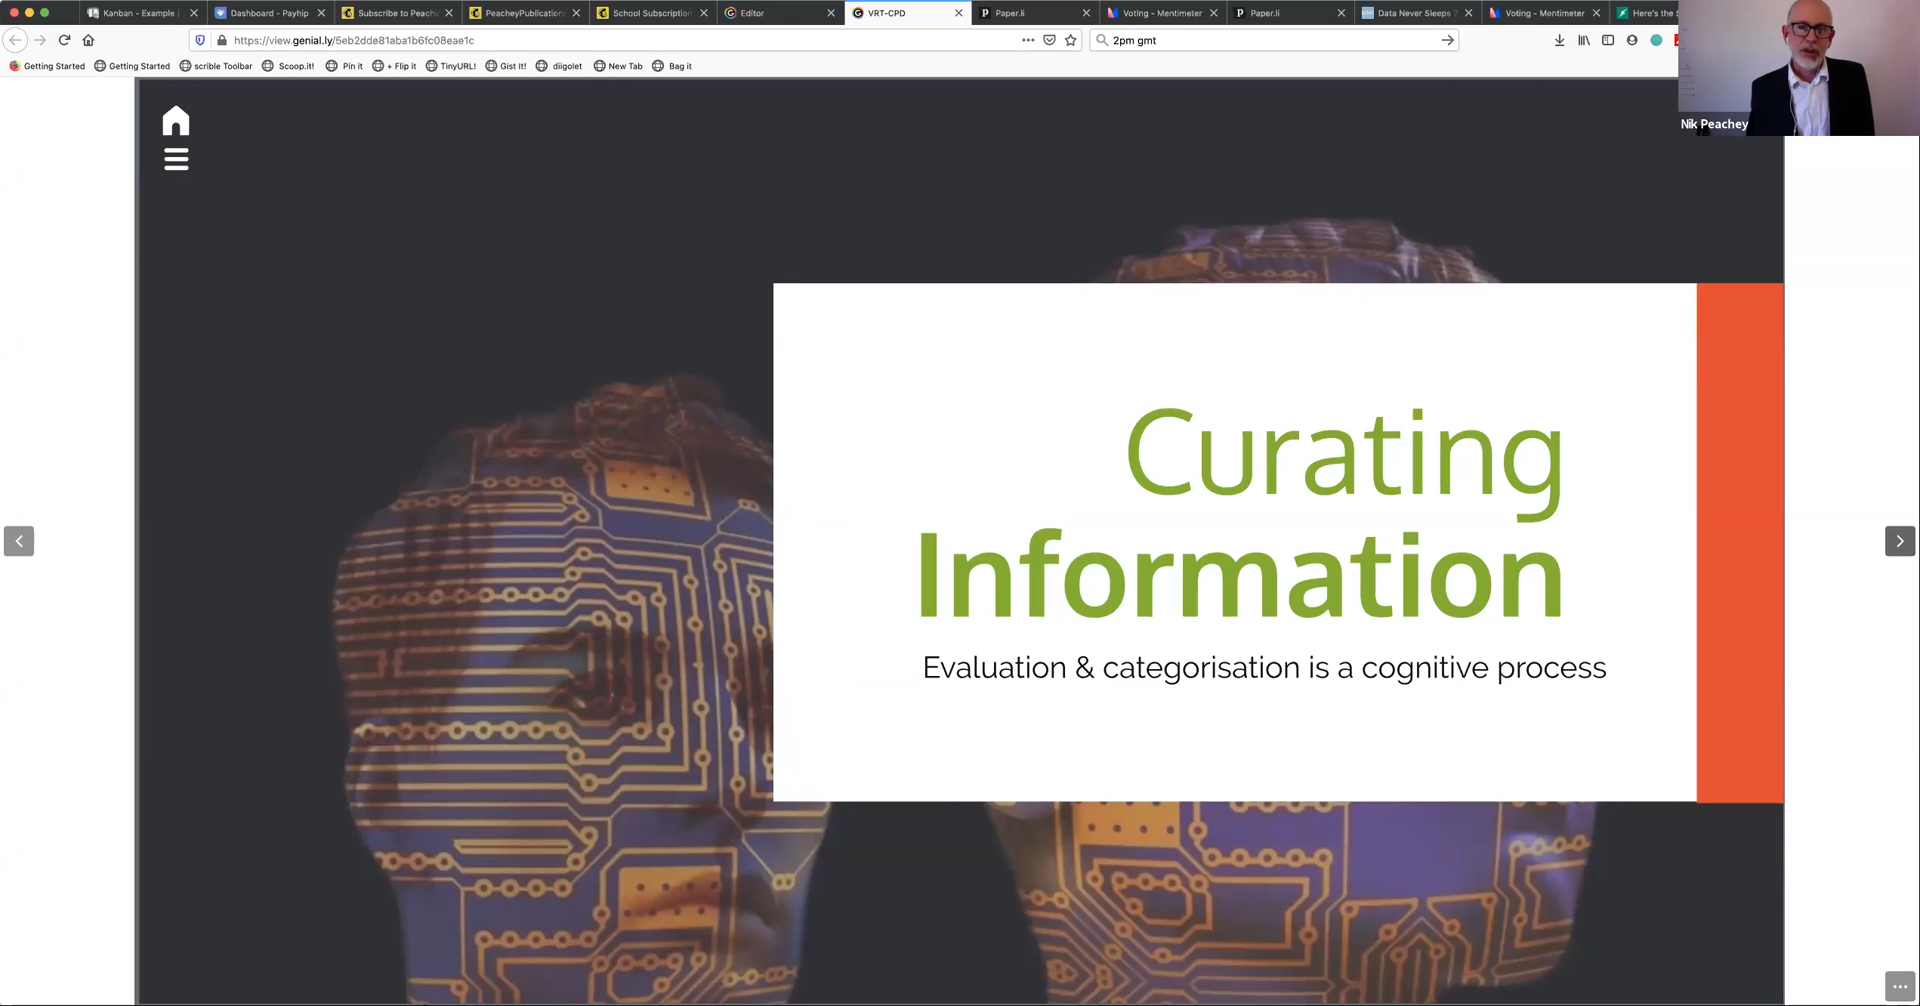 Kanban - Example
Dashboard - Payhip
Subscribe to Peach
PeacheyPublication
School Subscription
Editor
VRT-CPD
Paper.li
Voting - Mentimeter
Paper.li
Data Never Sleeps
Voting - Mentimeter
Here's the
https://view.genial.ly/5eb2dde81aba1b6fc08eae1c
2pm gmt
Getting Started
Getting Started
scrible Toolbar
Scoop.it!
Pin it
+ Flip it
TinyURL!
Gist It!
diigolet
New Tab
Bag it
Nik Peachey
Curating
Information
Evaluation & categorisation is a cognitive process